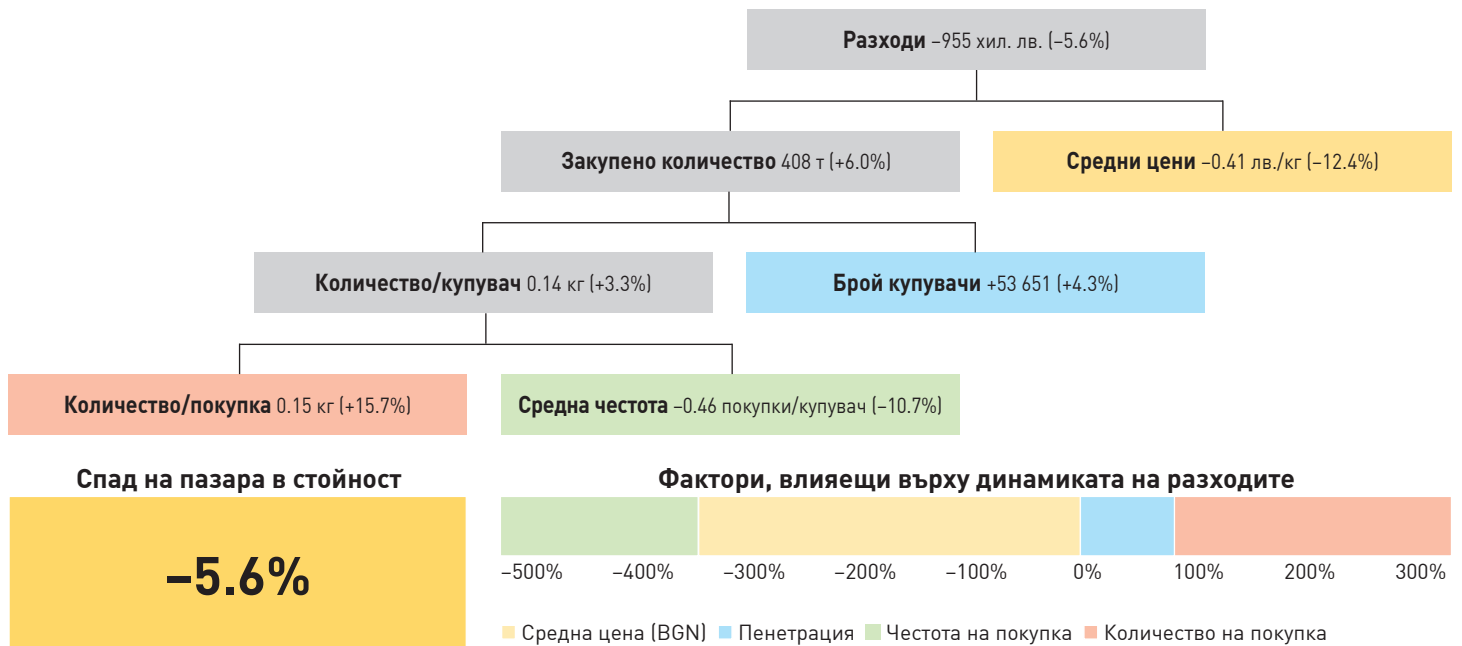 Разходи –955 хил. лв. (–5.6%)
Закупено количество 408 т (+6.0%)
Средни цени –0.41 лв./кг (–12.4%)
Количество/купувач 0.14 кг (+3.3%)
Брой купувачи +53 651 (+4.3%)
Количество/покупка 0.15 кг (+15.7%)
Средна честота –0.46 покупки/купувач (–10.7%)
Спад на пазара в стойност
–5.6%
Фактори, влияещи върху динамиката на разходите
–500% –400% –300% –200% –100% 0% 100% 200% 300%
Средна цена (BGN) Пенетрация Честота на покупка Количество на покупка